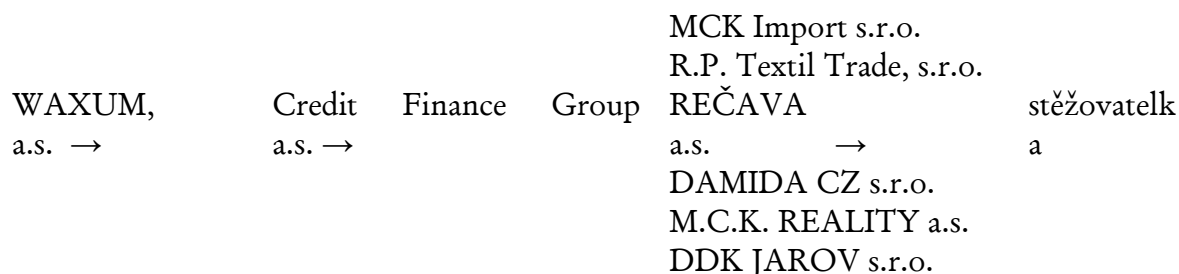 MCK Import s.r.o.
R.P. Textil Trade, s.r.o.
WAXUM, Credit Finance Group REČAVA stěžovatelk
a.s. → a.s. → a.s. → a
DAMIDA CZ s.r.o.
M.C.K. REALITY a.s.
DDK JAROV s.r.o.